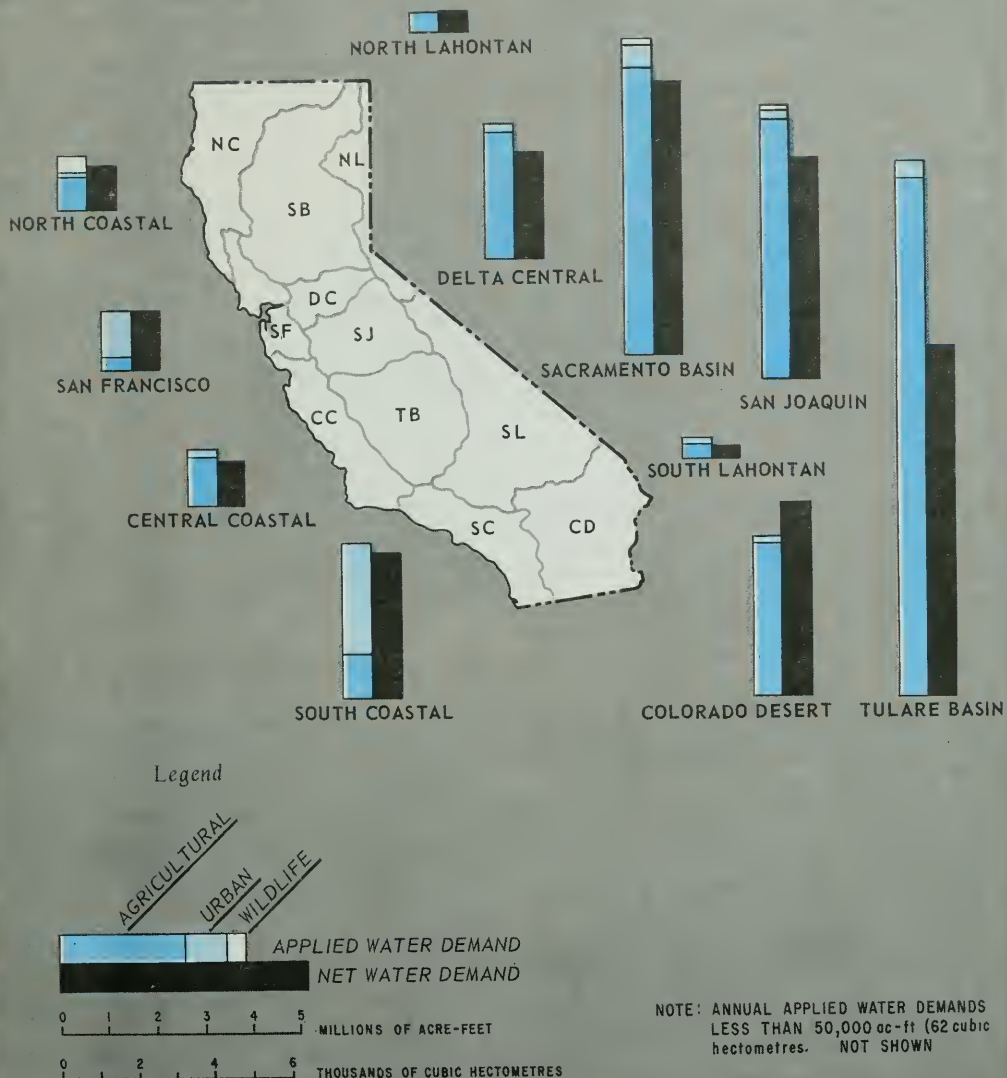 NORTH LAHONTAN
NC
NL
SB
NORTH COASTAL
DELTA CENTRAL
DC
SF
SJ
SACRAMENTO BASIN
SAN FRANCISCO
SAN JOAQUIN
CC
TB
SL
SOUTH LAHONTAN
CENTRAL COASTAL
SC
CD
SOUTH COASTAL
COLORADO DESERT
TULARE BASIN
Legend
AGRICULTURAL
URBAN
WILDLIFE
APPLIED WATER DEMAND
NET WATER DEMAND
0 1 2 3 4 5
MILLIONS OF ACRE-FEET
0 2 4 6
THOUSANDS OF CUBIC HECTOMETRES
NOTE: ANNUAL APPLIED WATER DEMANDS
LESS THAN 50,000 ac-ft (62 cubic
hectometres. NOT SHOWN